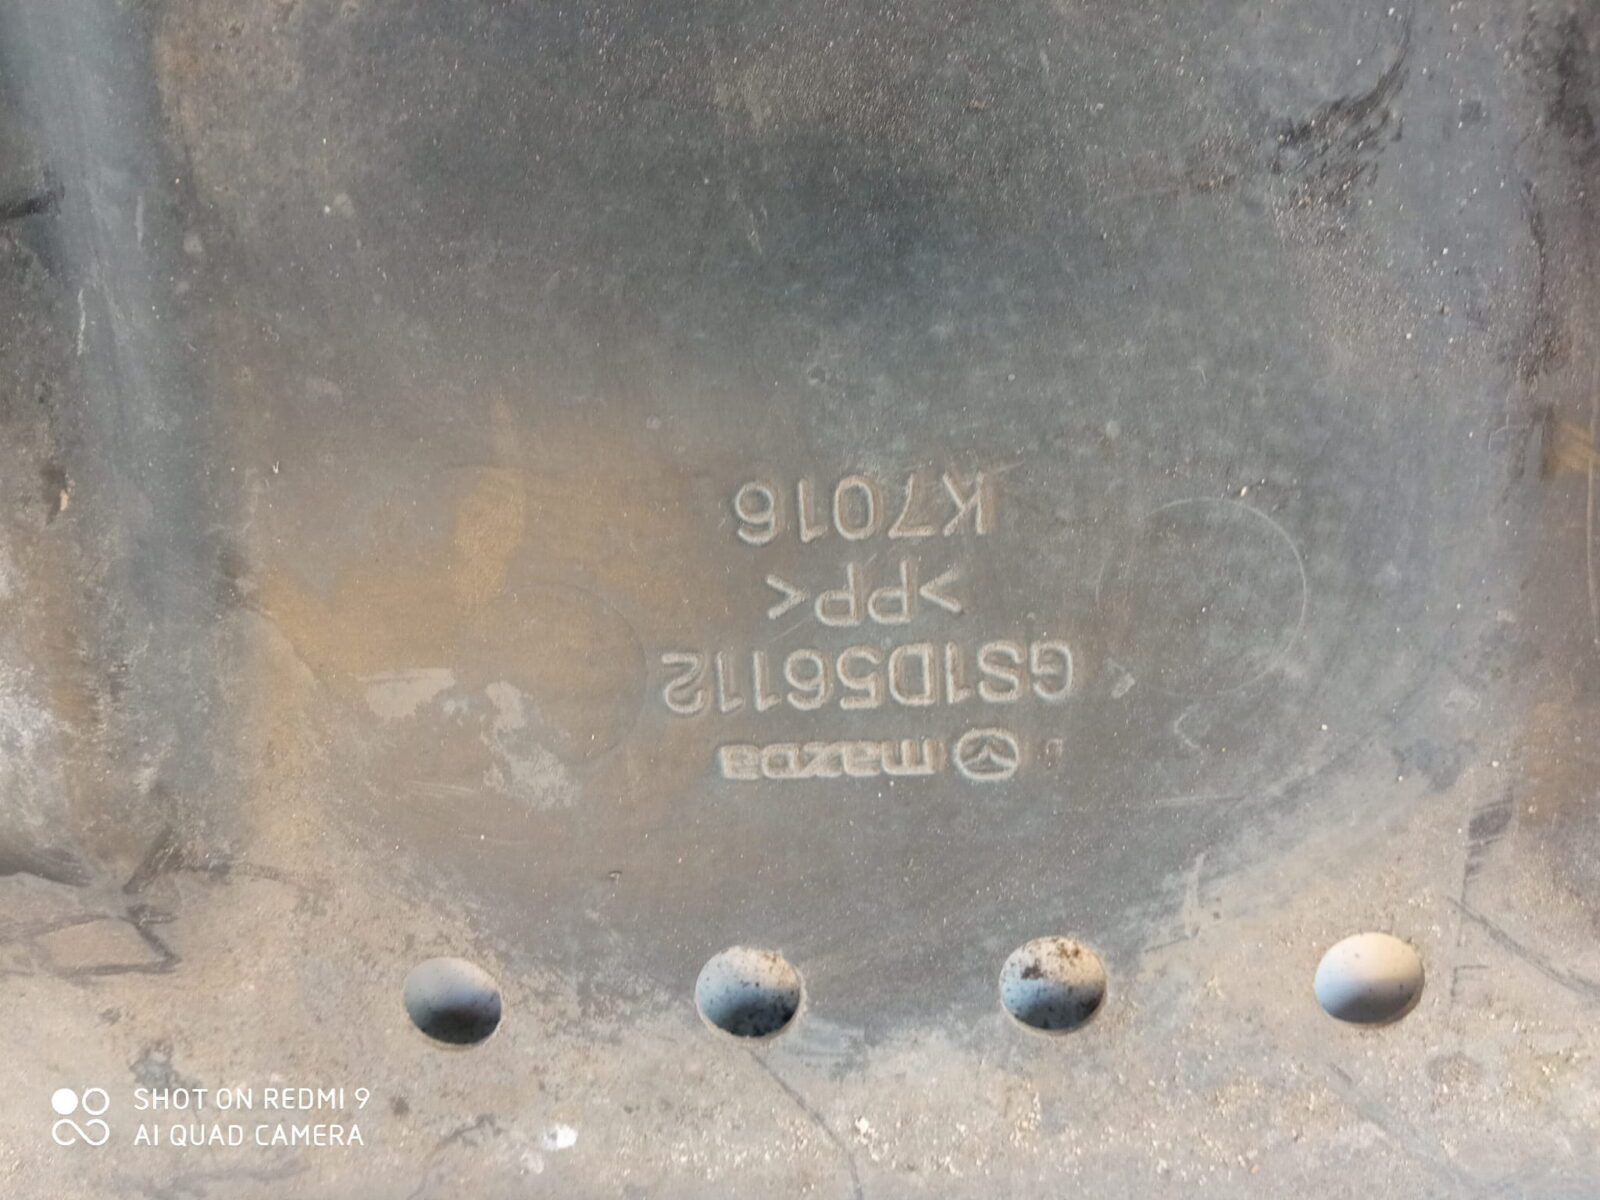 mazda
GS1D56112
>PP<
K7016
SHOT ON REDMI 9
AI QUAD CAMERA